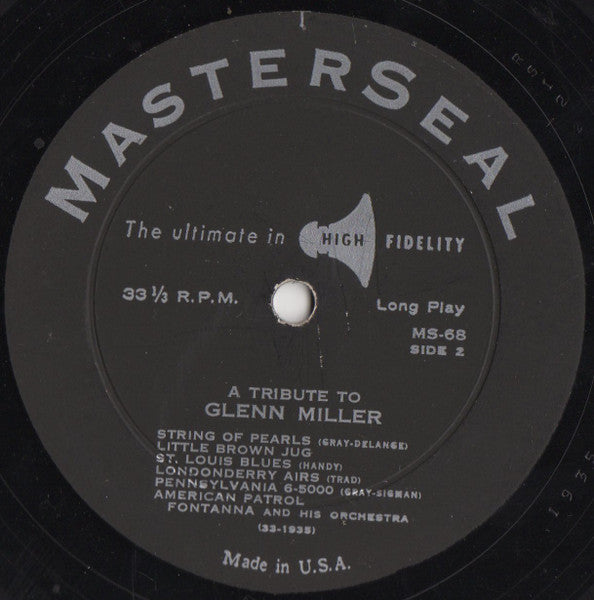 MASTERSEAL
The ultimate in HIGH FIDELITY
33 1/3 R.P.M.
Long Play
MS-68
SIDE 2
A TRIBUTE TO
GLENN MILLER
STRING OF PEARLS (GRAY-DELANGE)
LITTLE BROWN JUG
ST. LOUIS BLUES (HANDY)
LONDONDERRY AIRS (TRAD)
PENNSYLVANIA 6-5000 (GRAY-SIGMAN)
AMERICAN PATROL
FONTANNA AND HIS ORCHESTRA
(33-1935)
Made in U.S.A.